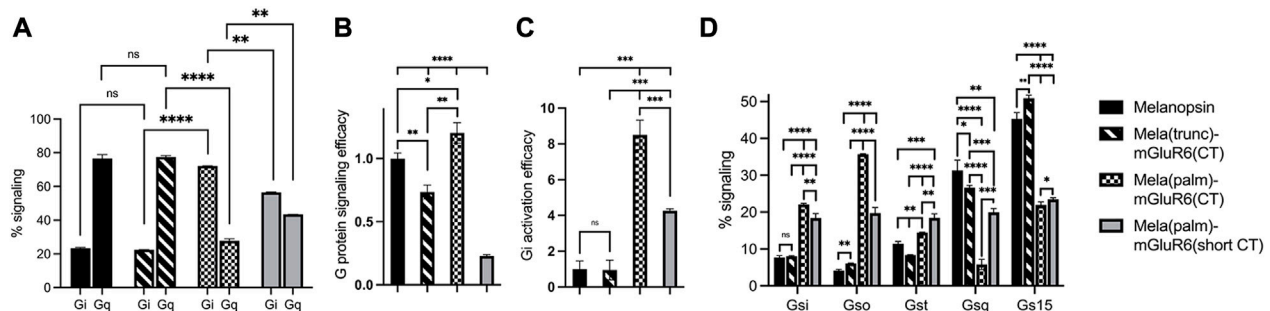 A
ns
ns
****
****
**
**
% signaling
100
80
60
40
20
0
Gi Gq Gi Gq Gi Gq Gi Gq
B
****
*
**
**
G protein signaling efficacy
1.0
0.5
0.0
C
***
***
***
ns
Gi activation efficacy
10
8
6
4
2
0
D
% signaling
50
40
30
20
10
0
ns
****
****
**
**
****
****
**
***
****
**
**
****
*
****
***
***
**
****
****
*
Gsi Gso Gst Gsq Gs15
Melanopsin
Mela(trunc)-
mGluR6(CT)
Mela(palm)-
mGluR6(CT)
Mela(palm)-
mGluR6(short CT)